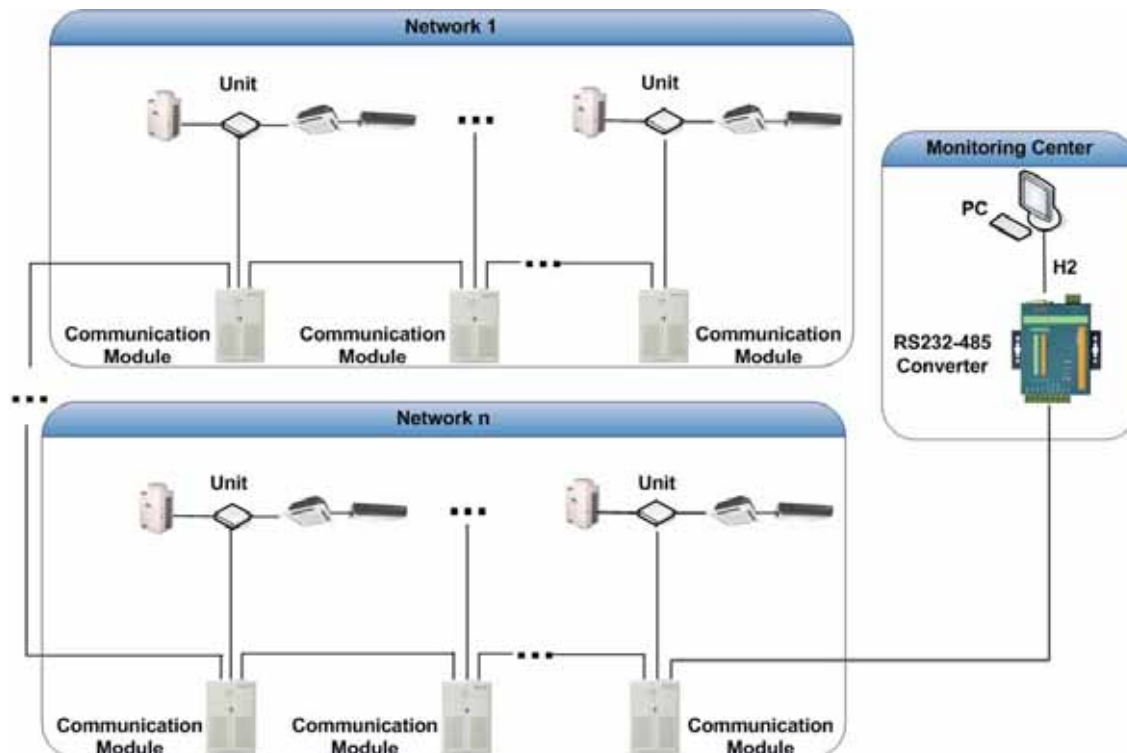 Network 1
Unit
Unit
Communication
Module
Communication
Module
Communication
Module
Monitoring Center
PC
H2
RS232-485
Converter
Network n
Unit
Unit
Communication
Module
Communication
Module
Communication
Module